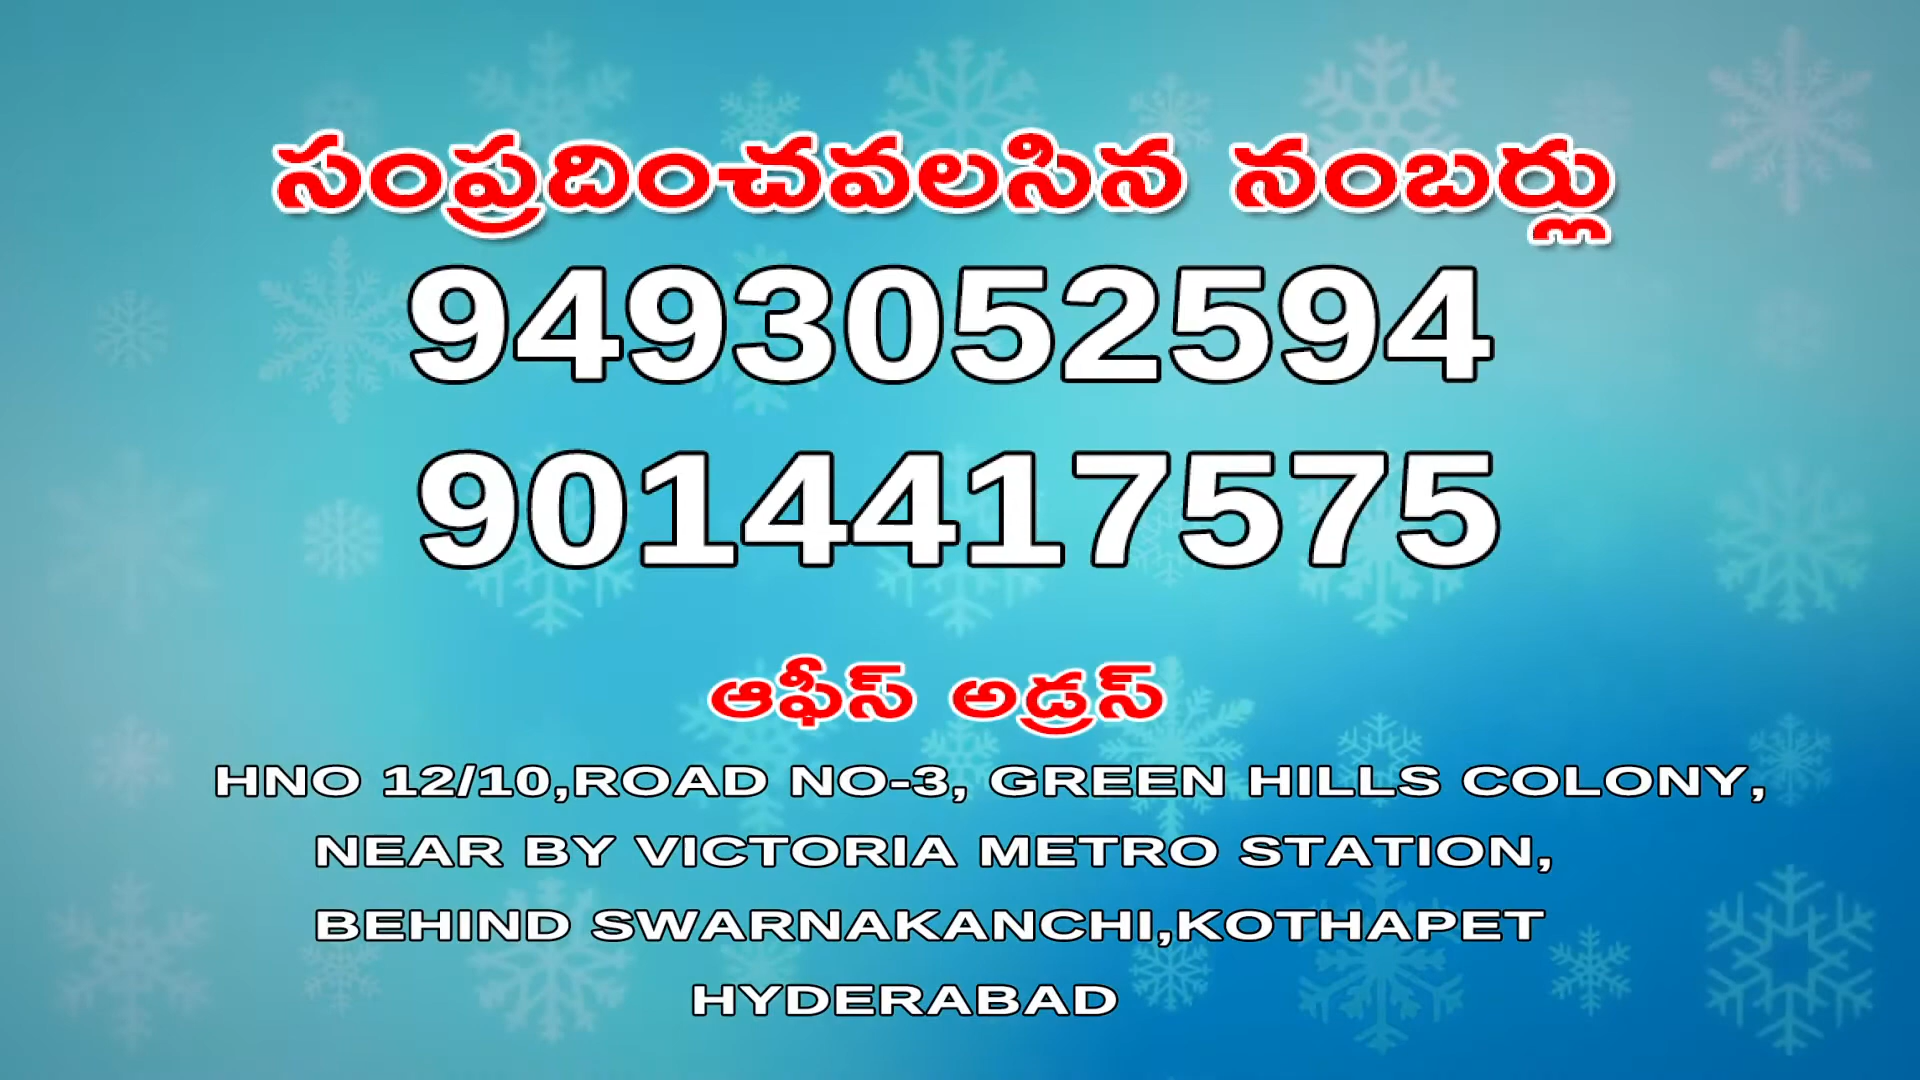 సంప్రదించవలసిన నంబర్లు
9493052594
9014417575
ఆఫీస్ అడ్రస్
HNO 12/10,ROAD NO-3, GREEN HILLS COLONY,
NEAR BY VICTORIA METRO STATION,
BEHIND SWARNAKANCHI,KOTHAPET
HYDERABAD